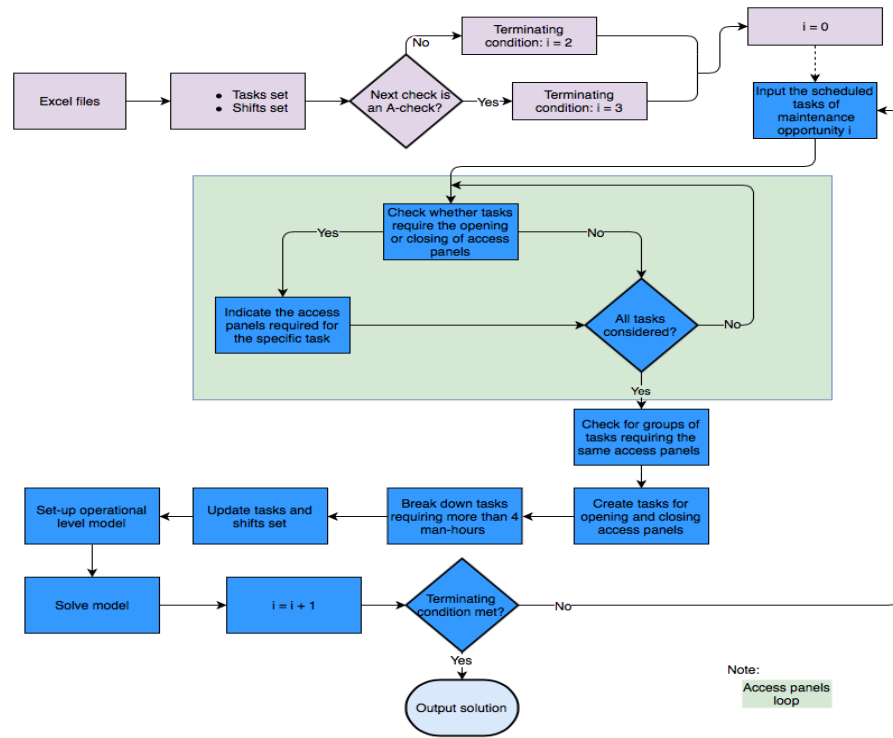 Excel files
Tasks set
Shifts set
Next check is
an A-check?
No
Terminating
condition: i = 2
Yes
Terminating
condition: i = 3
i = 0
Input the scheduled
tasks of
maintenance
opportunity i
Check whether tasks
require the opening
or closing of access
panels
Yes
No
Indicate the access
panels required for
the specific task
All tasks
considered?
No
Yes
Check for groups of
tasks requiring the
same access panels
Create tasks for
opening and closing
access panels
Break down tasks
requiring more than 4
man-hours
Update tasks and
shifts set
Set-up operational
level model
Solve model
i = i + 1
Terminating
condition met?
No
Yes
Output solution
Note:
Access panels
loop